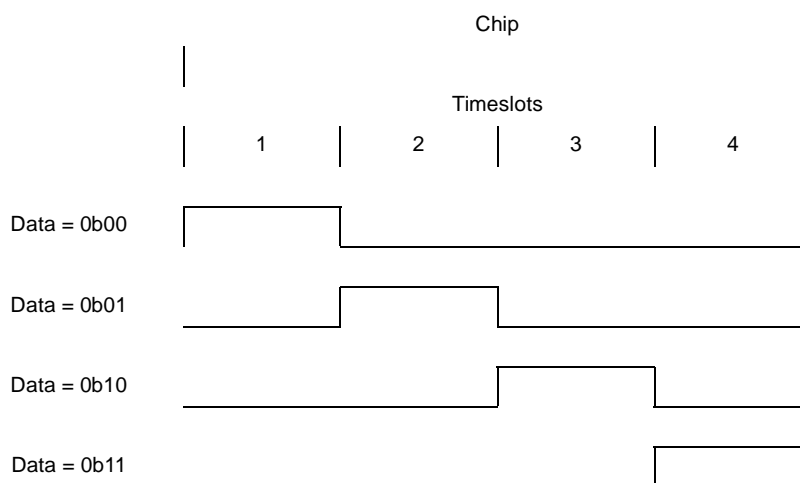 Chip
Timeslots
1 2 3 4
Data = 0b00
Data = 0b01
Data = 0b10
Data = 0b11